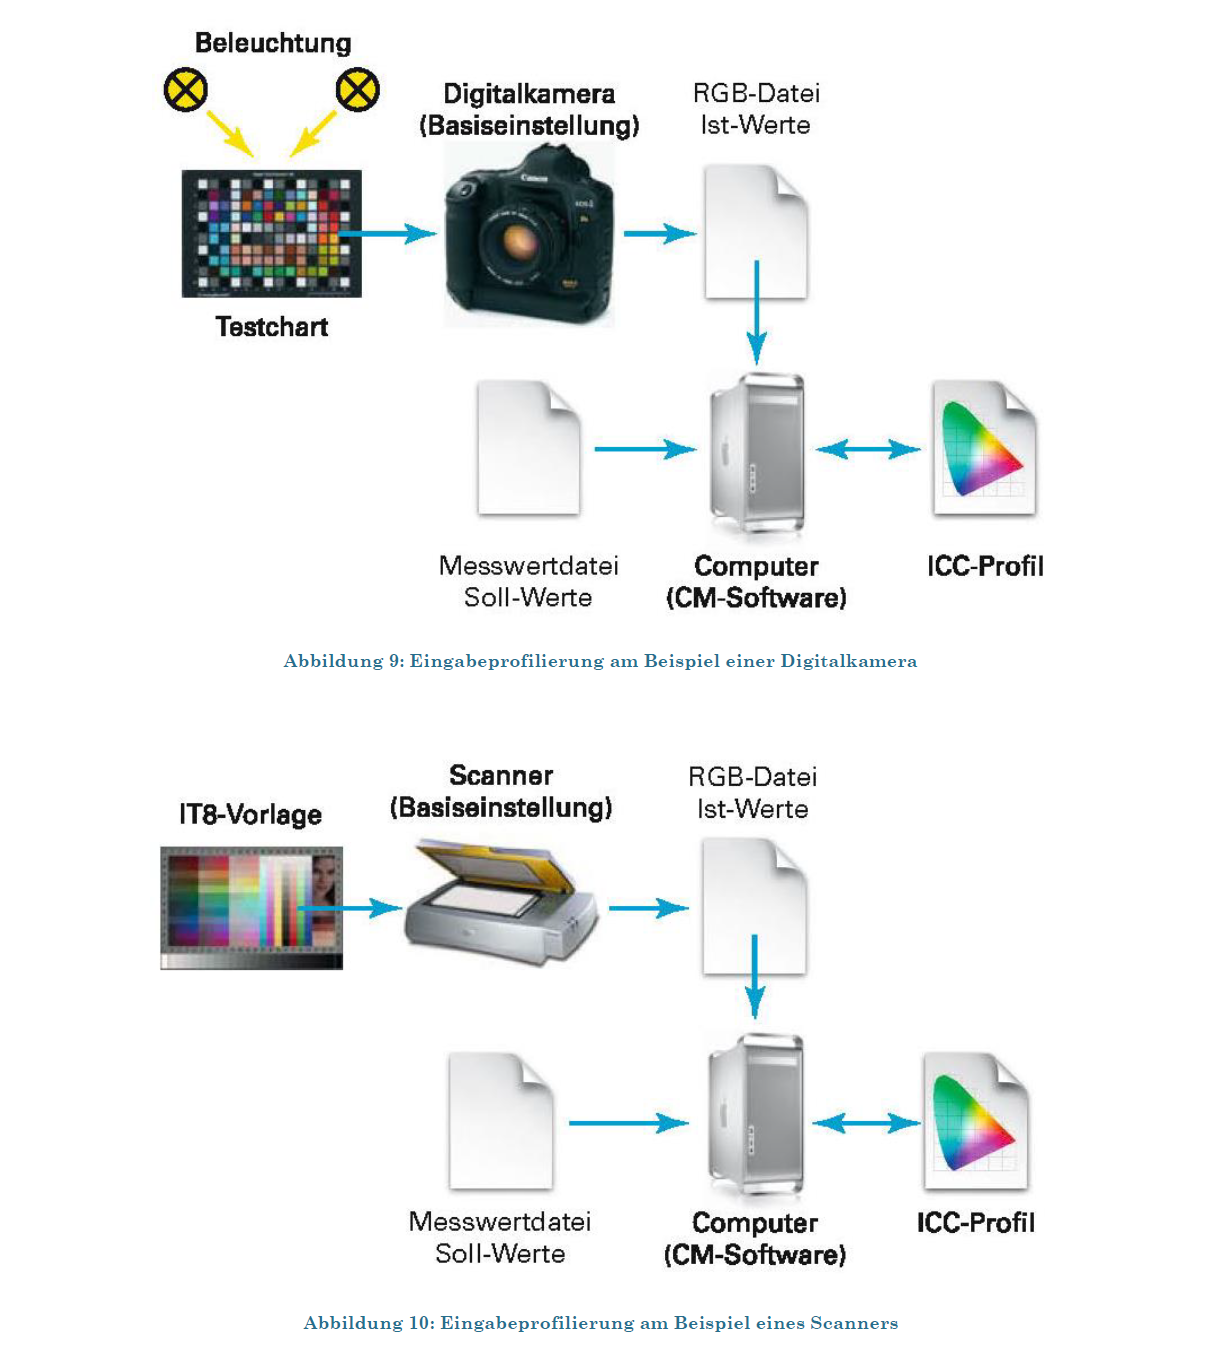 Beleuchtung
Digitalkamera
(Basiseinstellung)
RGB-Datei
Ist-Werte
Canon
Testchart
Messwertdatei
Soll-Werte
Computer
(CM-Software)
ICC-Profil
Abbildung 9: Eingabeprofilierung am Beispiel einer Digitalkamera
IT8-Vorlage
Scanner
(Basiseinstellung)
RGB-Datei
Ist-Werte
Messwertdatei
Soll-Werte
Computer
(CM-Software)
ICC-Profil
Abbildung 10: Eingabeprofilierung am Beispiel eines Scanners